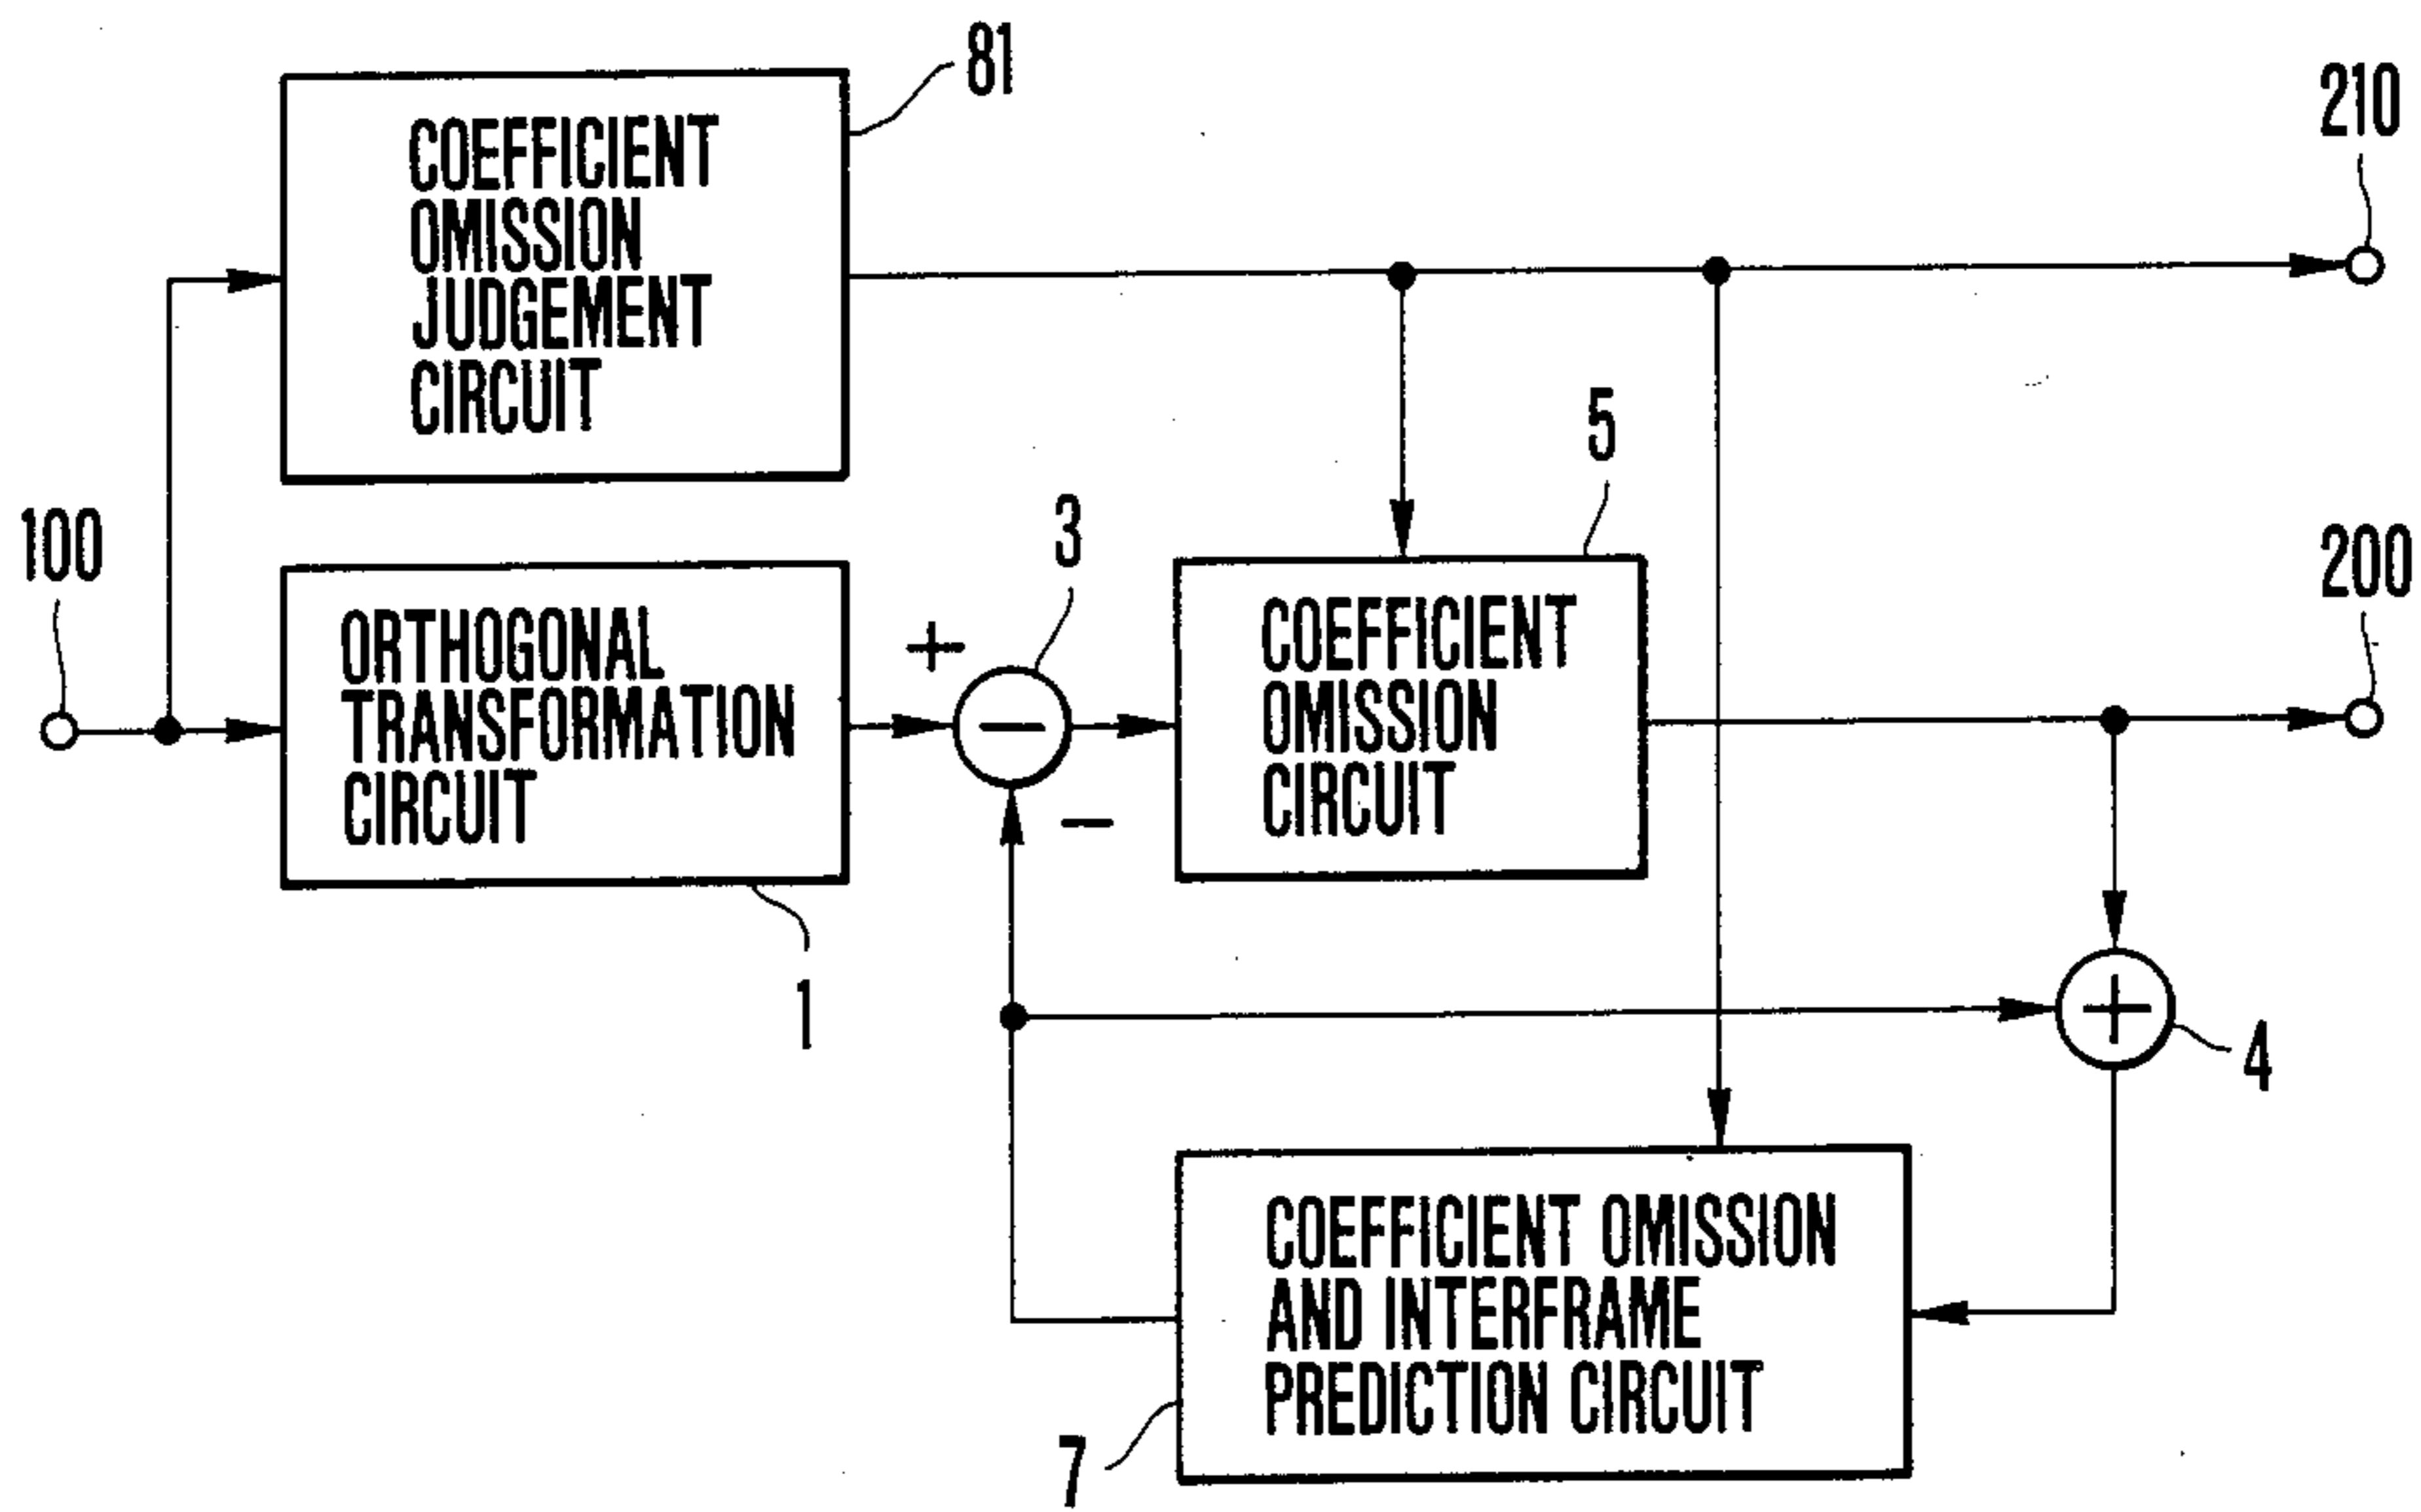 81
210
COEFFICIENT
OMISSION
JUDGEMENT
CIRCUIT
5
3
100
200
+
ORTHOGONAL
TRANSFORMATION
CIRCUIT
−
COEFFICIENT
OMISSION
CIRCUIT
−
1
+
4
COEFFICIENT OMISSION
AND INTERFRAME
PREDICTION CIRCUIT
7